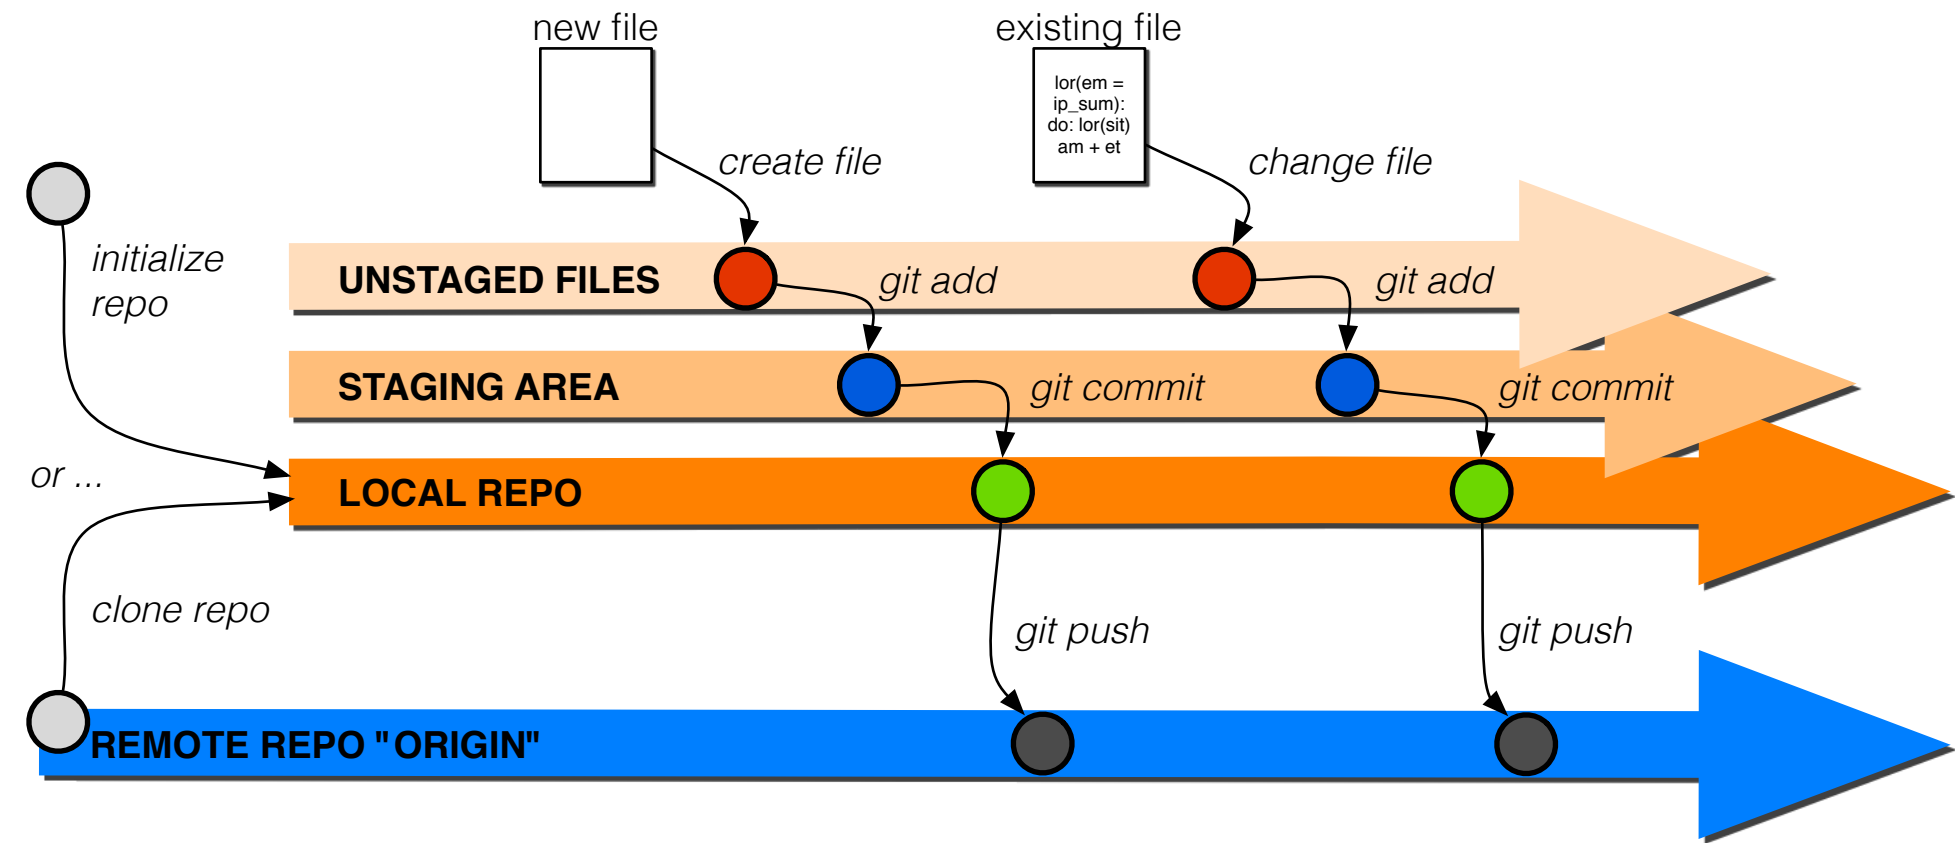 new file
existing file
lor(em =
ip_sum):
do: lor(sit)
am + et
create file
change file
initialize
repo
UNSTAGED FILES
git add
git add
STAGING AREA
git commit
git commit
or ...
LOCAL REPO
clone repo
git push
git push
REMOTE REPO "ORIGIN"